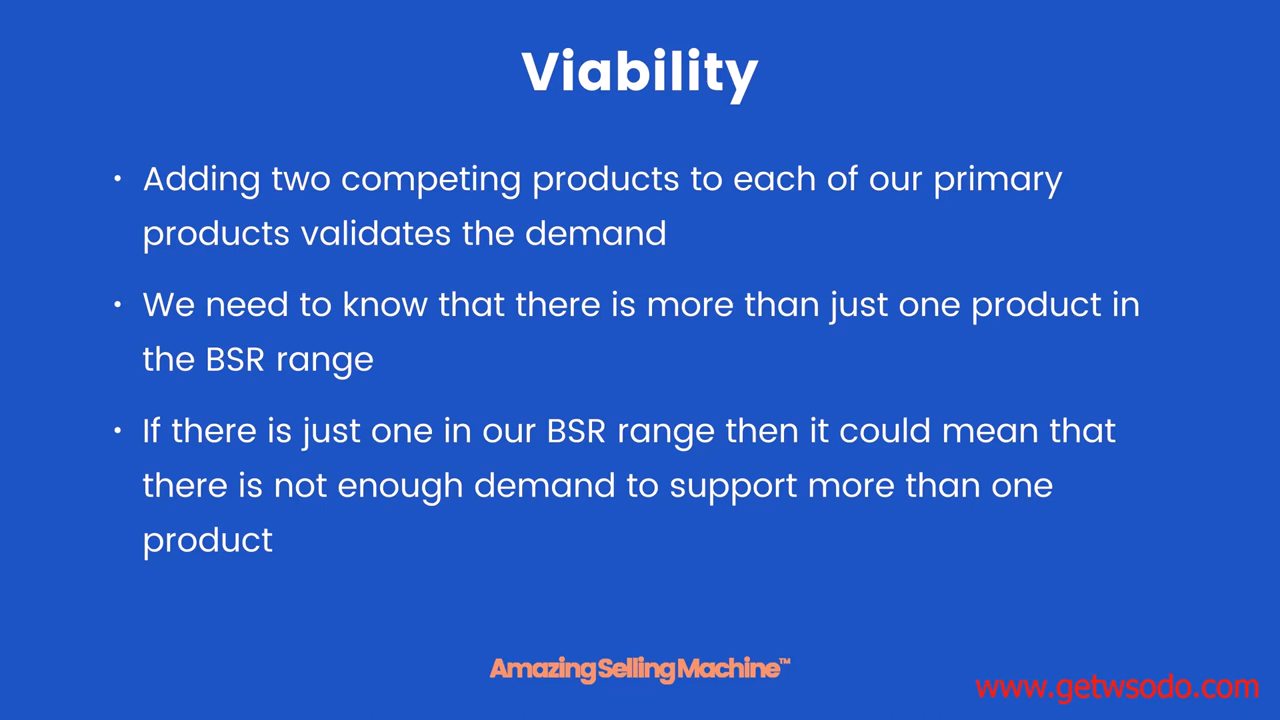 Viability
• Adding two competing products to each of our primary
products validates the demand
• We need to know that there is more than just one product in
the BSR range
• If there is just one in our BSR range then it could mean that
there is not enough demand to support more than one
product
Amazing Selling Machine™
www.getwsodo.com